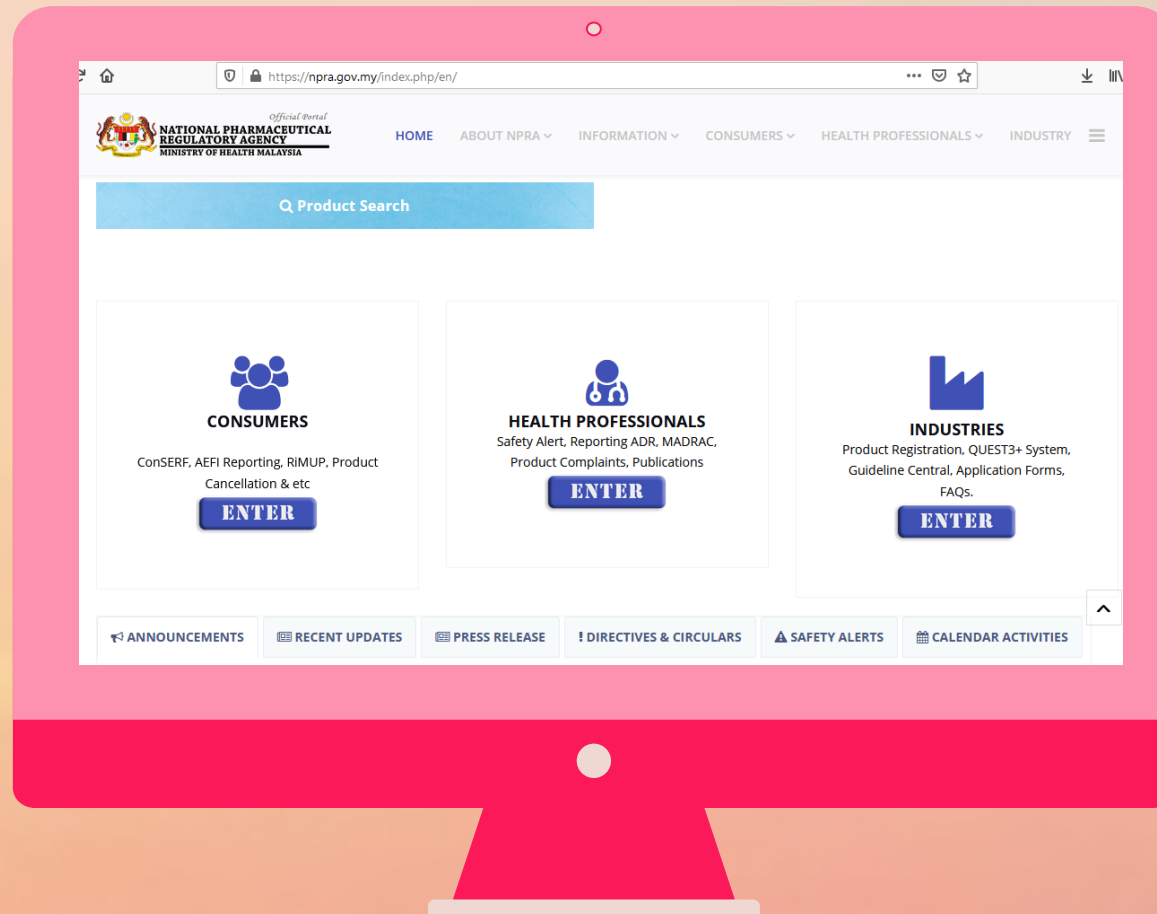 https://npra.gov.my/index.php/en/
Official Portal
NATIONAL PHARMACEUTICAL
REGULATORY AGENCY
MINISTRY OF HEALTH MALAYSIA
HOME
ABOUT NPRA
INFORMATION
CONSUMERS
HEALTH PROFESSIONALS
INDUSTRY
Product Search
CONSUMERS
ConSERF, AEFI Reporting, RiMUP, Product
Cancellation & etc
ENTER
HEALTH PROFESSIONALS
Safety Alert, Reporting ADR, MADRAC,
Product Complaints, Publications
ENTER
INDUSTRIES
Product Registration, QUEST3+ System,
Guideline Central, Application Forms,
FAQs.
ENTER
ANNOUNCEMENTS
RECENT UPDATES
PRESS RELEASE
! DIRECTIVES & CIRCULARS
SAFETY ALERTS
CALENDAR ACTIVITIES